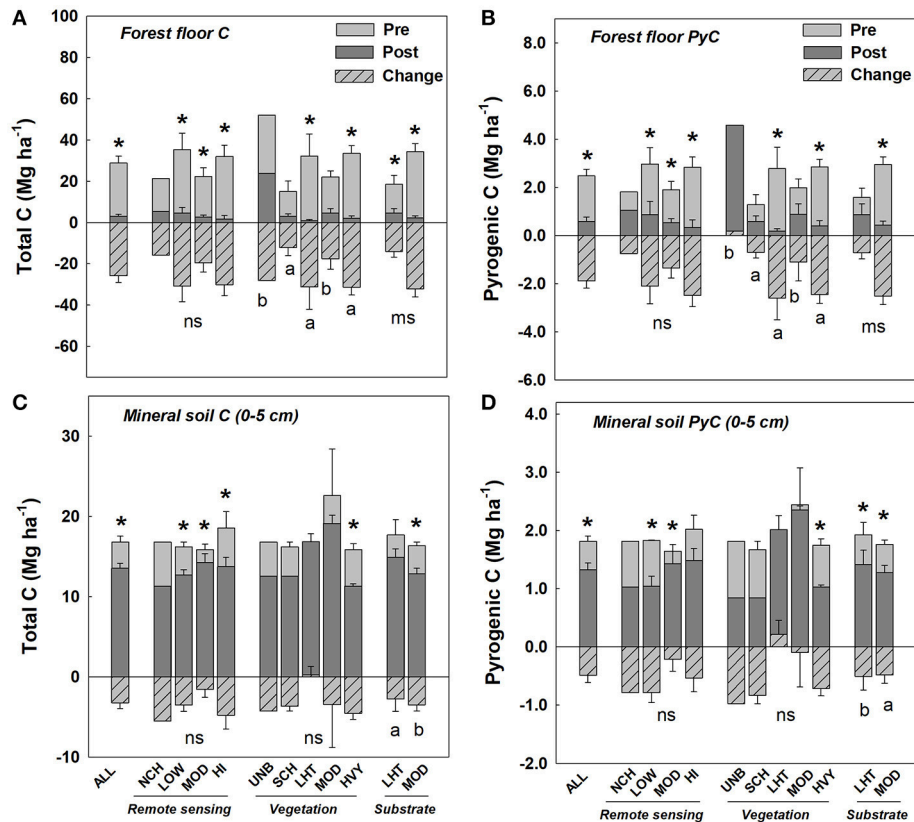 A
Forest floor C
Pre
Post
Change
Total C (Mg ha⁻¹)
100
80
60
40
20
0
-20
-40
-60
* * * * * * * *
ns
b a a b a
ms
B
Forest floor PyC
Pre
Post
Change
Pyrogenic C (Mg ha⁻¹)
8.0
6.0
4.0
2.0
0.0
-2.0
-4.0
-6.0
* * * * * * *
ns
b a a b a
ms
C
Mineral soil C (0-5 cm)
Total C (Mg ha⁻¹)
30
20
10
0
-10
* * * * * *
ns
ns
a b
ALL NCH LOW MOD HI UNB SCH LHT MOD HVY LHT MOD
Remote sensing Vegetation Substrate
D
Mineral soil PyC (0-5 cm)
Pyrogenic C (Mg ha⁻¹)
4.0
3.0
2.0
1.0
0.0
-1.0
-2.0
* * * * * *
ns
ns
b a
ALL NCH LOW MOD HI UNB SCH LHT MOD HVY LHT MOD
Remote sensing Vegetation Substrate